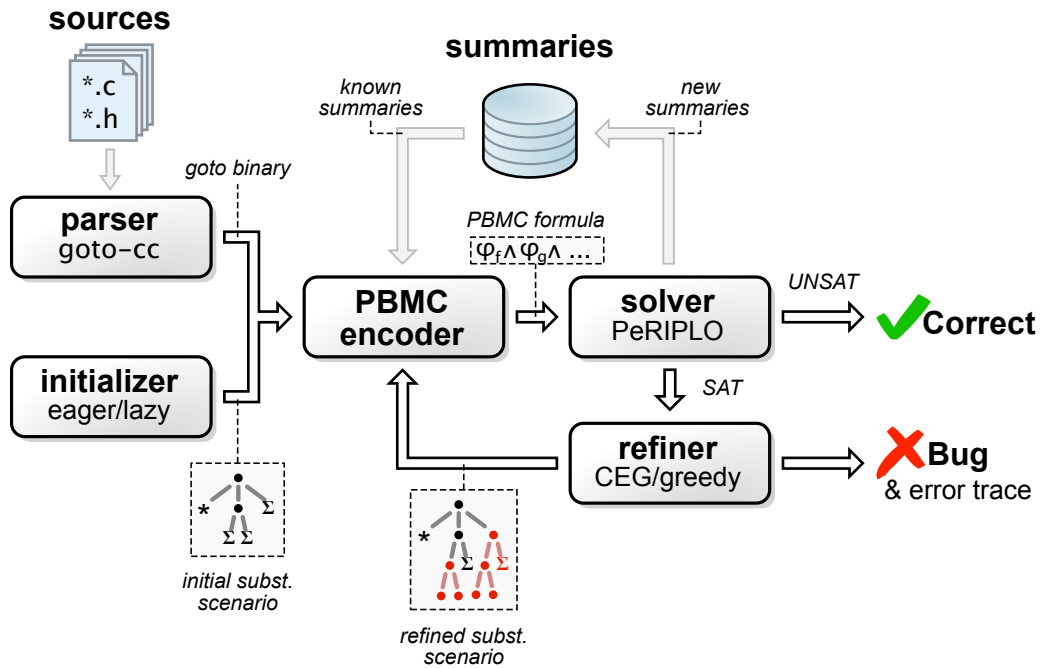 sources
*.c
*.h
summaries
known
summaries
new
summaries
goto binary
parser
goto-cc
PBMC formula
φf∧φg∧ ...
PBMC
encoder
solver
PeRIPLO
UNSAT
Correct
initializer
eager/lazy
SAT
refiner
CEG/greedy
Bug
& error trace
*
Σ
Σ Σ
initial subst.
scenario
*
Σ Σ
refined subst.
scenario